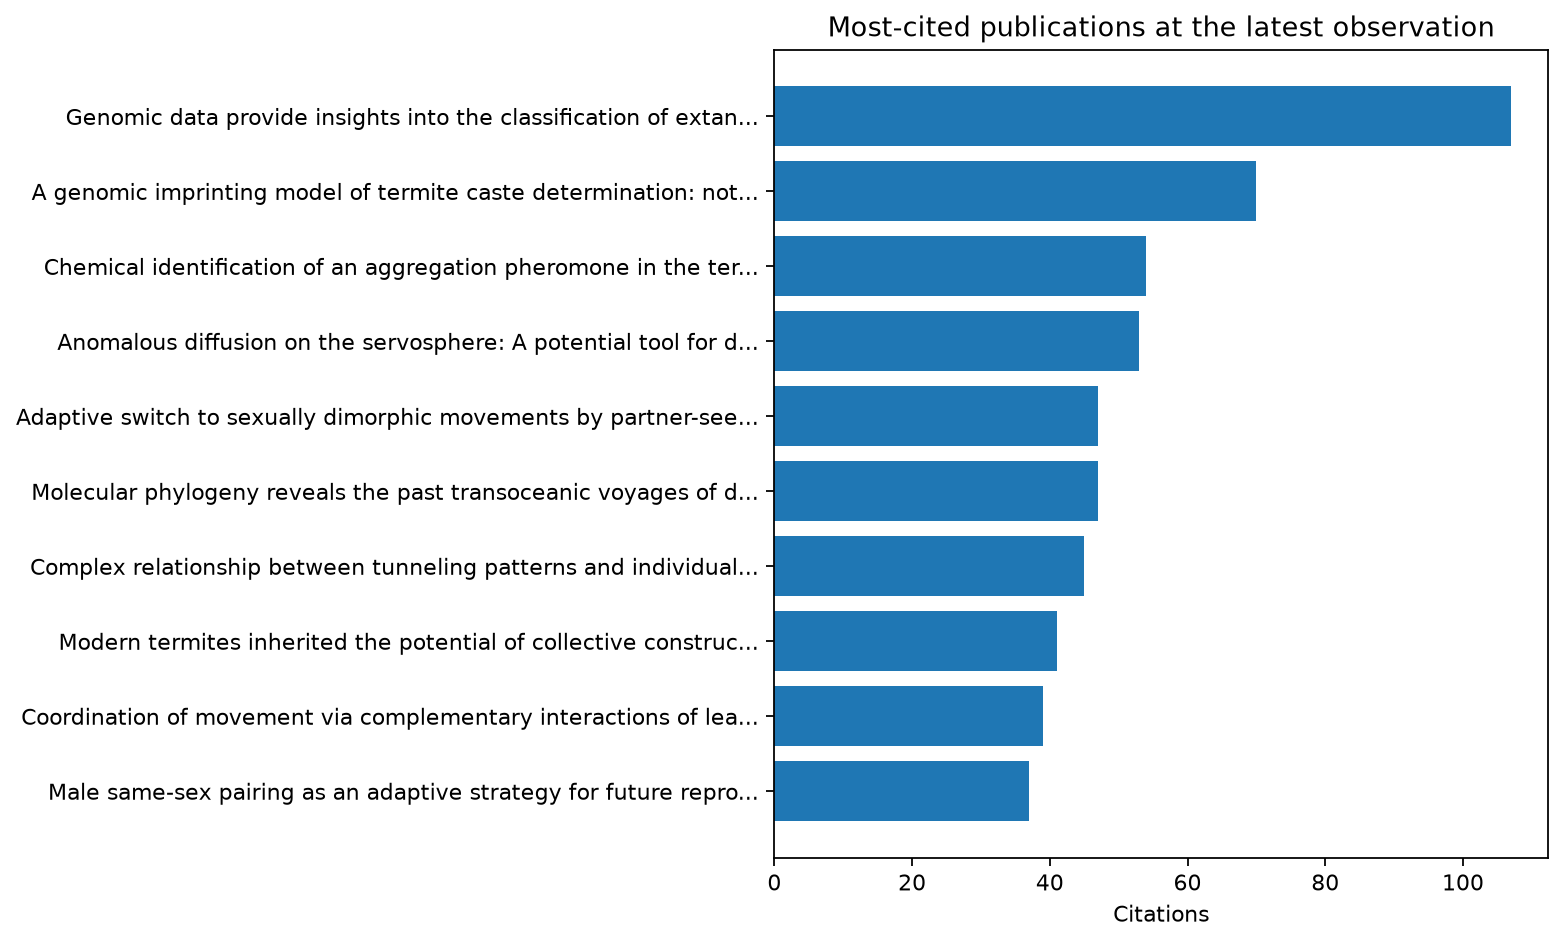 Most-cited publications at the latest observation
Genomic data provide insights into the classification of extan...
A genomic imprinting model of termite caste determination: not...
Chemical identification of an aggregation pheromone in the ter...
Anomalous diffusion on the servosphere: A potential tool for d...
Adaptive switch to sexually dimorphic movements by partner-see...
Molecular phylogeny reveals the past transoceanic voyages of d...
Complex relationship between tunneling patterns and individual...
Modern termites inherited the potential of collective construc...
Coordination of movement via complementary interactions of lea...
Male same-sex pairing as an adaptive strategy for future repro...
0 20 40 60 80 100
Citations